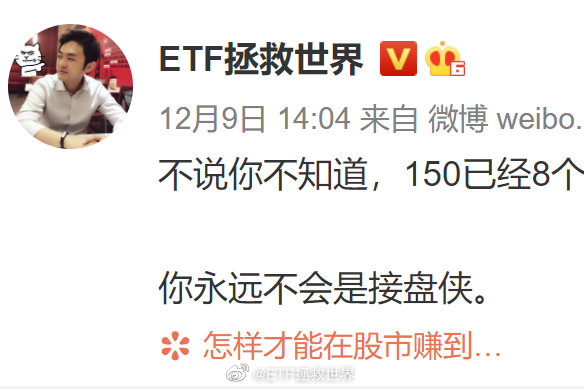 ETF拯救世界 V 6
12月9日 14:04 来自 微博 weibo.
不说你不知道，150已经8个
你永远不会是接盘侠。
怎样才能在股市赚到…
@ETF拯救世界